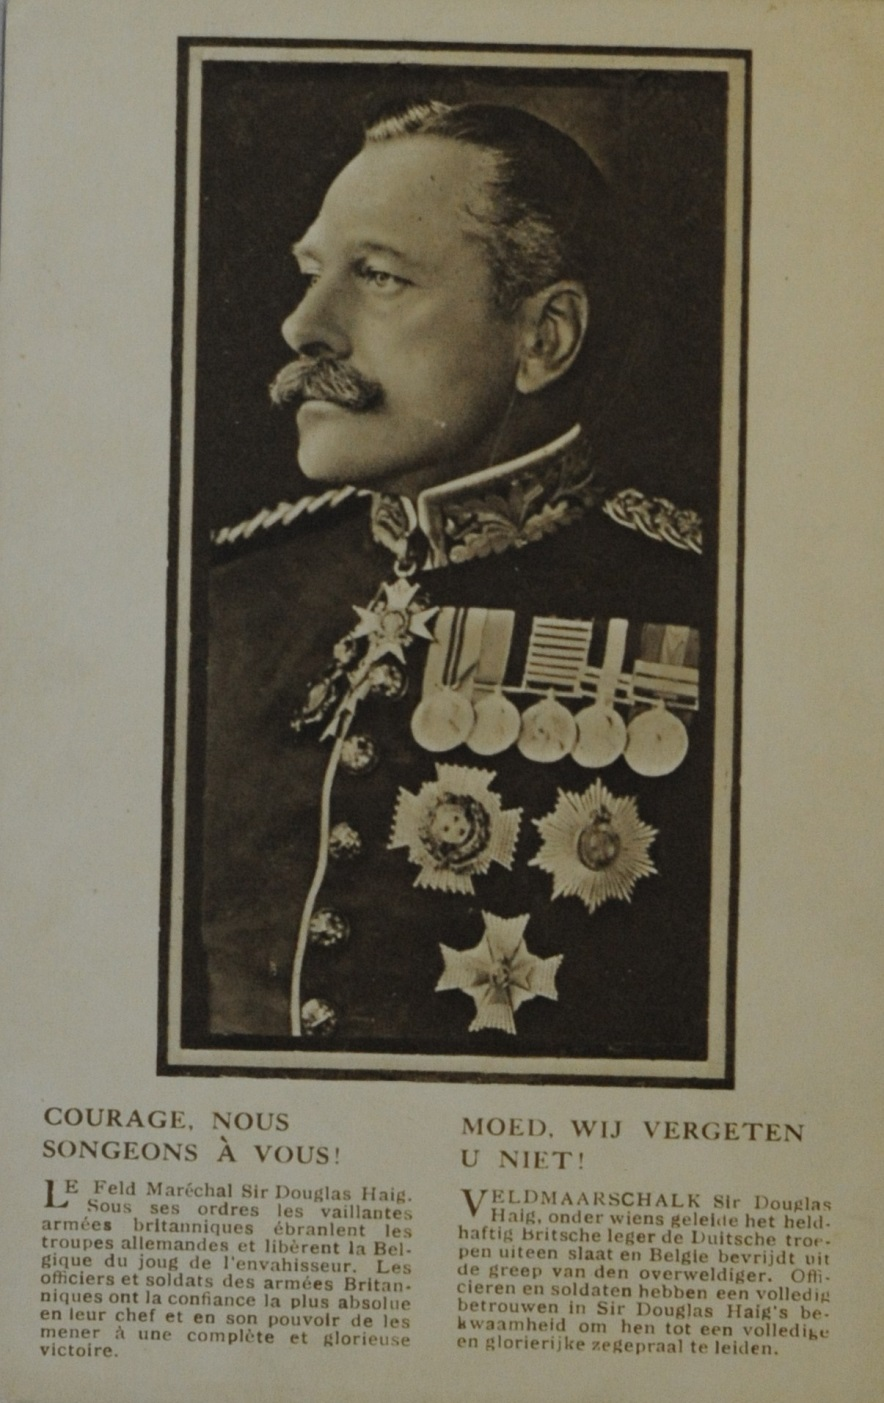 COURAGE, NOUS
SONGEONS À VOUS!
LE Feld Maréchal Sir Douglas Haig.
Sous ses ordres les vaillantes
armées britanniques ébranlent les
troupes allemandes et libèrent la Bel-
gique du joug de l'envahisseur. Les
officiers et soldats des armées Britan-
niques ont la confiance la plus absolue
en leur chef et en son pouvoir de les
mener à une complète et glorieuse
victoire.
MOED, WIJ VERGETEN
U NIET!
VELDMAARSCHALK Sir Douglas
Haig, onder wiens geleide het held-
haftig Britsche leger de Duitsche troe-
pen uiteen slaat en Belgie bevrijdt uit
de greep van den overweldiger. Offi-
cieren en soldaten hebben een volledig
betrouwen in Sir Douglas Haig's be-
kwaamheid om hen tot een volledige
en glorierijke zegepraal te leiden.